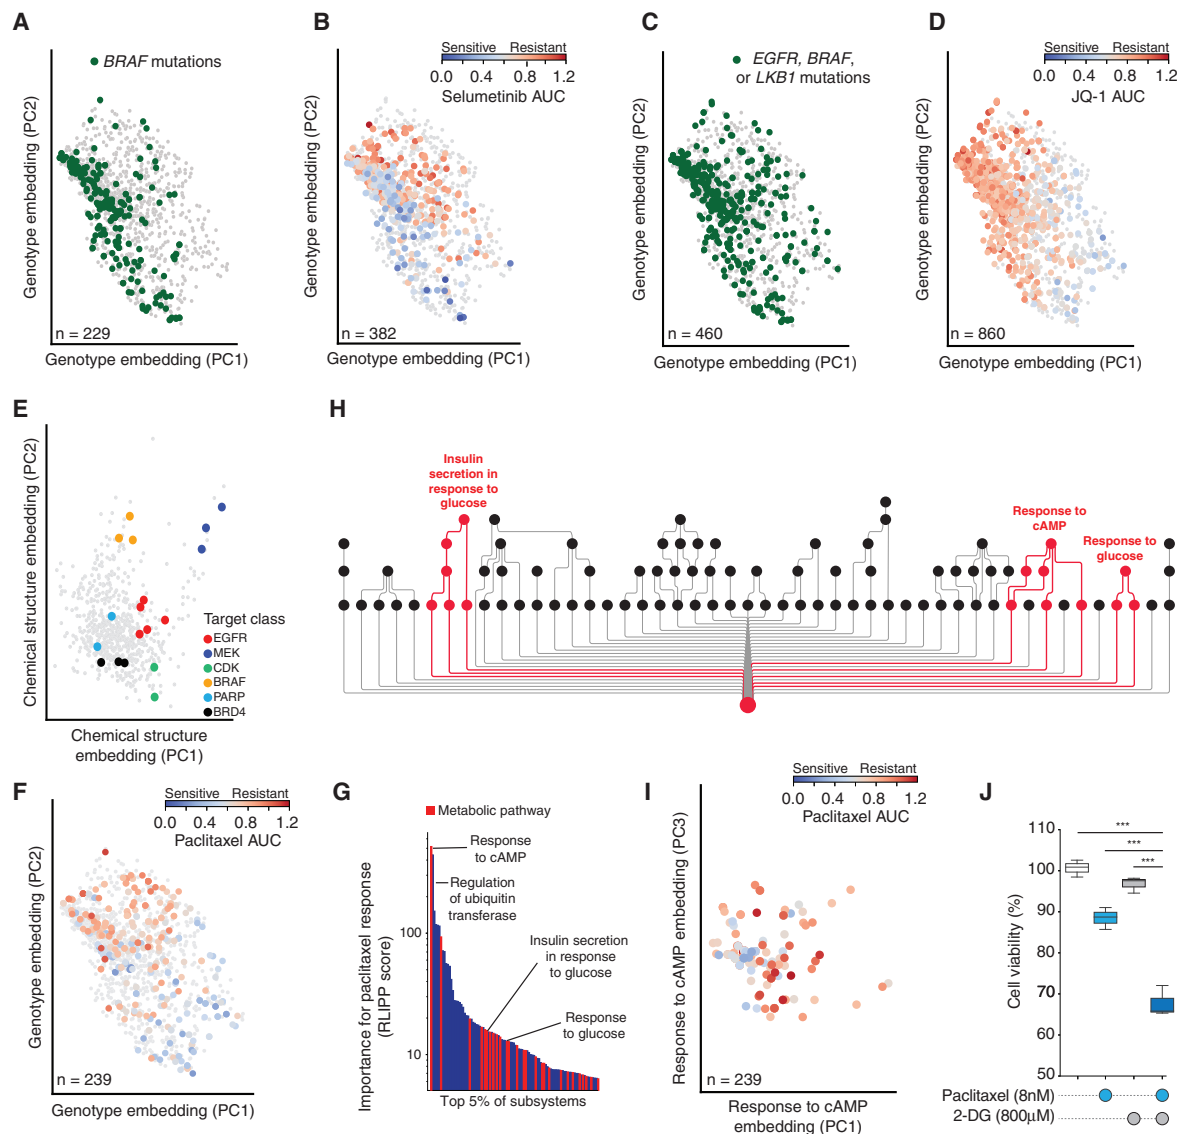 A
BRAF mutations
Genotype embedding (PC2)
n = 229
Genotype embedding (PC1)
B
Sensitive Resistant
0.0 0.4 0.8 1.2
Selumetinib AUC
Genotype embedding (PC2)
n = 382
Genotype embedding (PC1)
C
EGFR, BRAF,
or LKB1 mutations
Genotype embedding (PC2)
n = 460
Genotype embedding (PC1)
D
Sensitive Resistant
0.0 0.4 0.8 1.2
JQ-1 AUC
Genotype embedding (PC2)
n = 860
Genotype embedding (PC1)
E
Chemical structure embedding (PC2)
Target class
EGFR
MEK
CDK
BRAF
PARP
BRD4
Chemical structure
embedding (PC1)
H
Insulin
secretion in
response to
glucose
Response to
cAMP
Response to
glucose
F
Sensitive Resistant
0.0 0.4 0.8 1.2
Paclitaxel AUC
Genotype embedding (PC2)
n = 239
Genotype embedding (PC1)
G
Metabolic pathway
Response
to cAMP
Regulation
of ubiquitin
transferase
Insulin secretion
in response
to glucose
Response
to glucose
Importance for paclitaxel response
(RLIPP score)
100
10
Top 5% of subsystems
I
Sensitive Resistant
0.0 0.4 0.8 1.2
Paclitaxel AUC
Response to cAMP embedding (PC3)
n = 239
Response to cAMP
embedding (PC1)
J
Cell viability (%)
110
100
90
80
70
60
50
***
***
***
Paclitaxel (8nM)
2-DG (800µM)